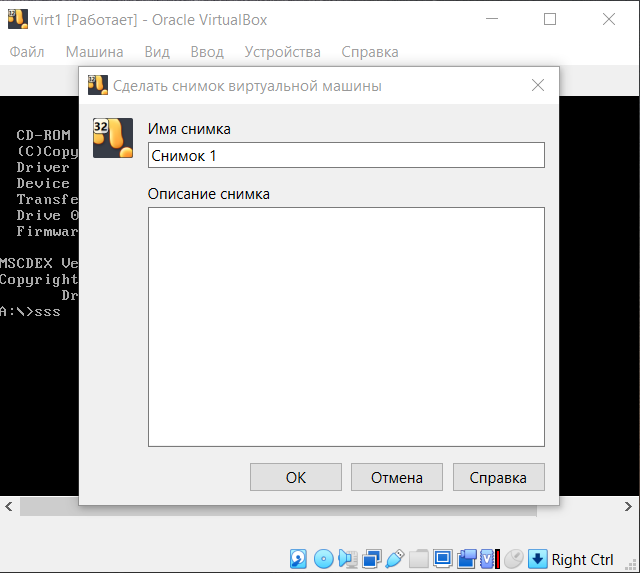 virt1 [Работает] - Oracle VirtualBox
Файл Машина Вид Ввод Устройства Справка
32 Сделать снимок виртуальной машины
32
Имя снимка
Снимок 1
Описание снимка
CD-ROM
(C)Copy
Driver
Device
Transfe
Drive 0
Firmwar
MSCDEX Ve
Copyright
Dr
A:\>sss
OK Отмена Справка
Right Ctrl